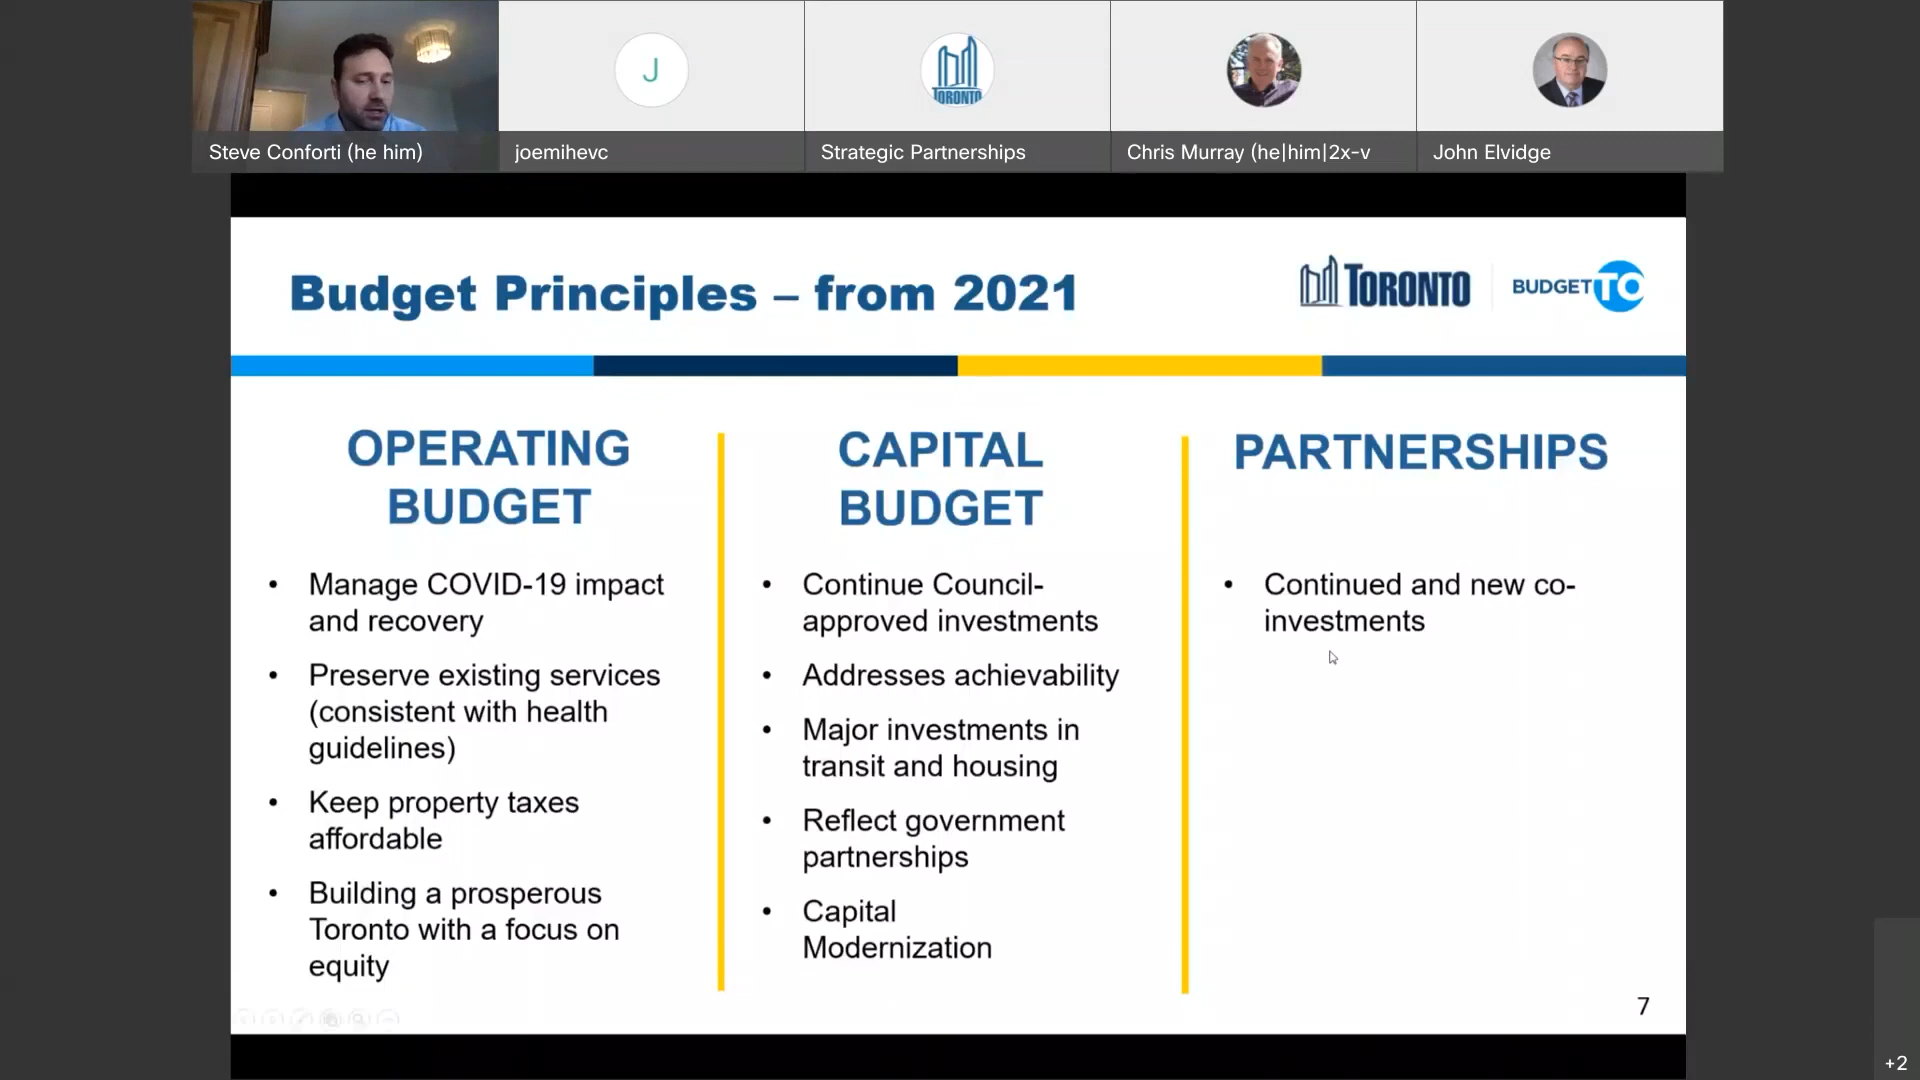 Steve Conforti (he him)
J
joemihevc
TORONTO
Strategic Partnerships
Chris Murray (he|him|2x-v
John Elvidge
Budget Principles – from 2021
TORONTO
BUDGETTO
OPERATING
BUDGET
• Manage COVID-19 impact
and recovery
• Preserve existing services
(consistent with health
guidelines)
• Keep property taxes
affordable
• Building a prosperous
Toronto with a focus on
equity
CAPITAL
BUDGET
• Continue Council-
approved investments
• Addresses achievability
• Major investments in
transit and housing
• Reflect government
partnerships
• Capital
Modernization
PARTNERSHIPS
• Continued and new co-
investments
7
+2